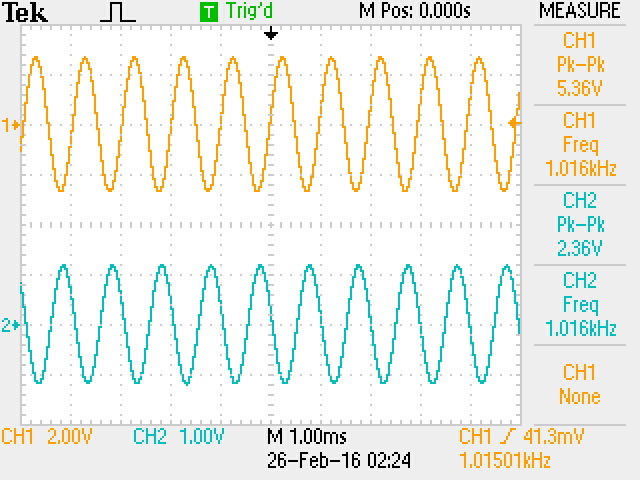 Tek T Trig'd M Pos: 0.000s MEASURE
CH1
Pk-Pk
5.36V
CH1
Freq
1.016kHz
CH2
Pk-Pk
2.36V
CH2
Freq
1.016kHz
CH1
None
1
2
CH1 2.00V CH2 1.00V M 1.00ms CH1 41.3mV
26-Feb-16 02:24 1.01501kHz